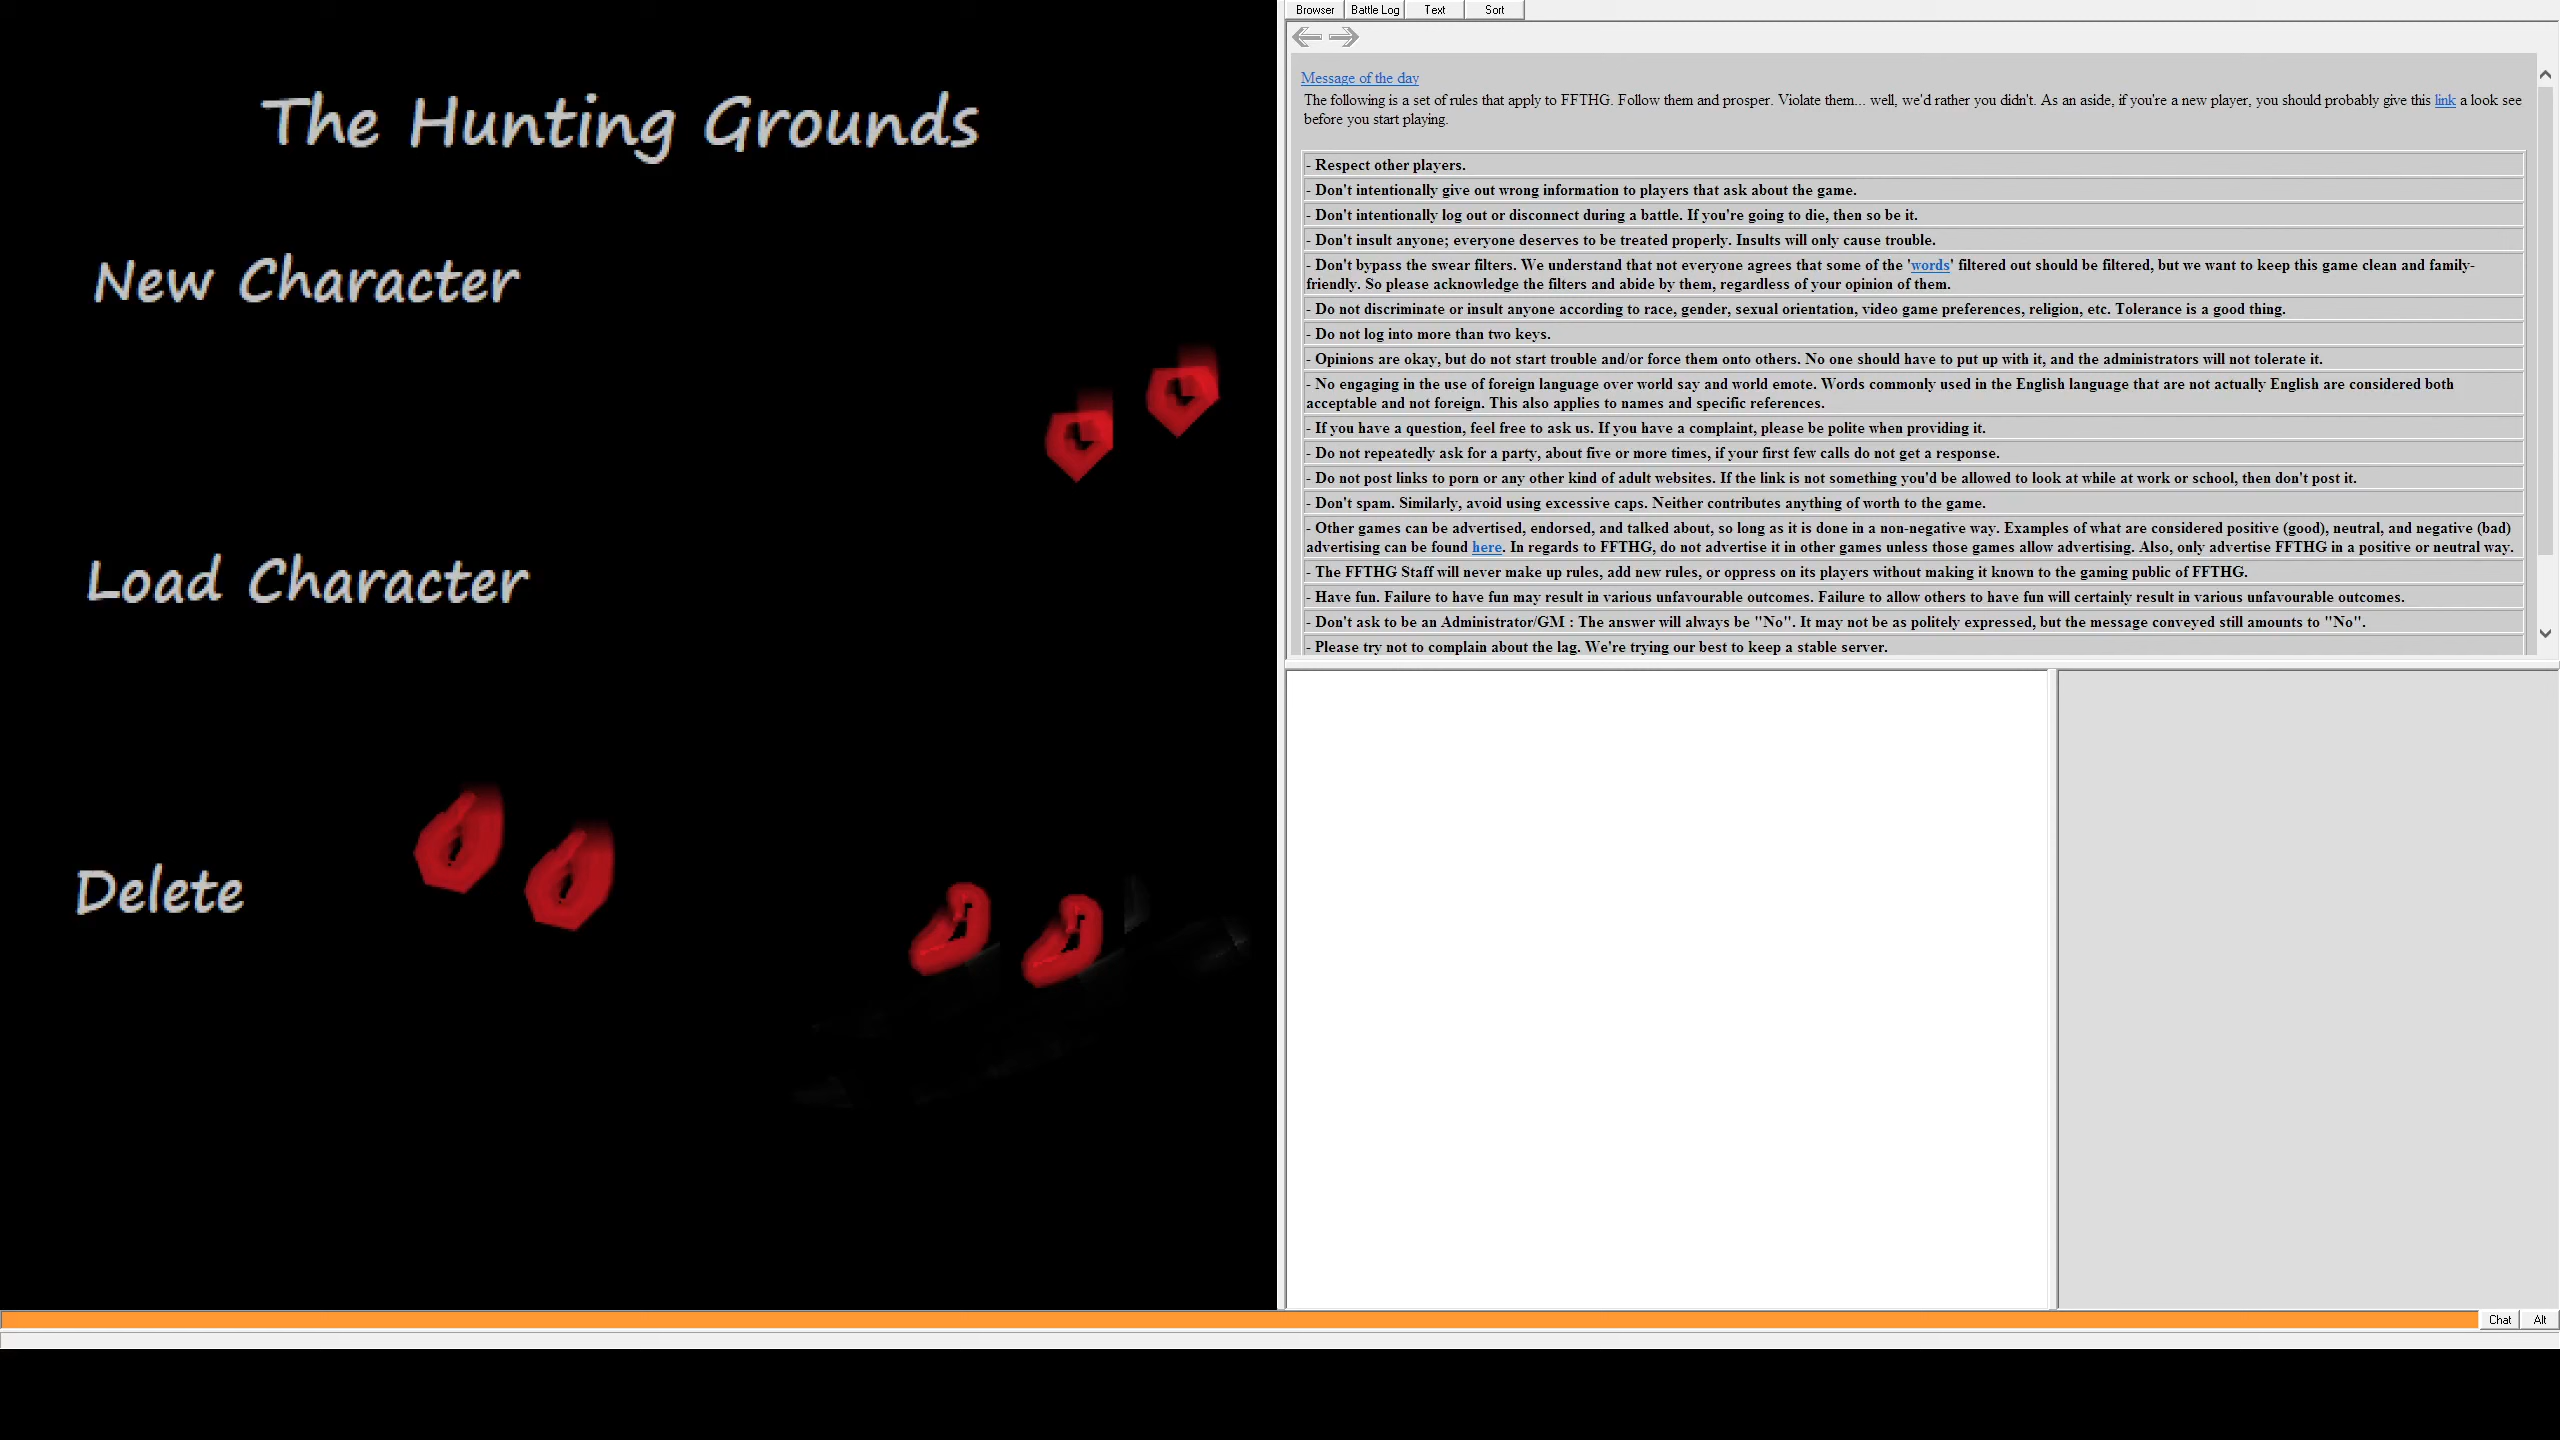 The Hunting Grounds
New Character
Load Character
Delete
Browser
Battle Log
Text
Sort
Message of the day
The following is a set of rules that apply to FFTHG. Follow them and prosper. Violate them... well, we'd rather you didn't. As an aside, if you're a new player, you should probably give this link a look see
before you start playing.
- Respect other players.
- Don't intentionally give out wrong information to players that ask about the game.
- Don't intentionally log out or disconnect during a battle. If you're going to die, then so be it.
- Don't insult anyone; everyone deserves to be treated properly. Insults will only cause trouble.
- Don't bypass the swear filters. We understand that not everyone agrees that some of the 'words' filtered out should be filtered, but we want to keep this game clean and family-
friendly. So please acknowledge the filters and abide by them, regardless of your opinion of them.
- Do not discriminate or insult anyone according to race, gender, sexual orientation, video game preferences, religion, etc. Tolerance is a good thing.
- Do not log into more than two keys.
- Opinions are okay, but do not start trouble and/or force them onto others. No one should have to put up with it, and the administrators will not tolerate it.
- No engaging in the use of foreign language over world say and world emote. Words commonly used in the English language that are not actually English are considered both
acceptable and not foreign. This also applies to names and specific references.
- If you have a question, feel free to ask us. If you have a complaint, please be polite when providing it.
- Do not repeatedly ask for a party, about five or more times, if your first few calls do not get a response.
- Do not post links to porn or any other kind of adult websites. If the link is not something you'd be allowed to look at while at work or school, then don't post it.
- Don't spam. Similarly, avoid using excessive caps. Neither contributes anything of worth to the game.
- Other games can be advertised, endorsed, and talked about, so long as it is done in a non-negative way. Examples of what are considered positive (good), neutral, and negative (bad)
advertising can be found here. In regards to FFTHG, do not advertise it in other games unless those games allow advertising. Also, only advertise FFTHG in a positive or neutral way.
- The FFTHG Staff will never make up rules, add new rules, or oppress on its players without making it known to the gaming public of FFTHG.
- Have fun. Failure to have fun may result in various unfavourable outcomes. Failure to allow others to have fun will certainly result in various unfavourable outcomes.
- Don't ask to be an Administrator/GM : The answer will always be "No". It may not be as politely expressed, but the message conveyed still amounts to "No".
- Please try not to complain about the lag. We're trying our best to keep a stable server.
Chat
Alt